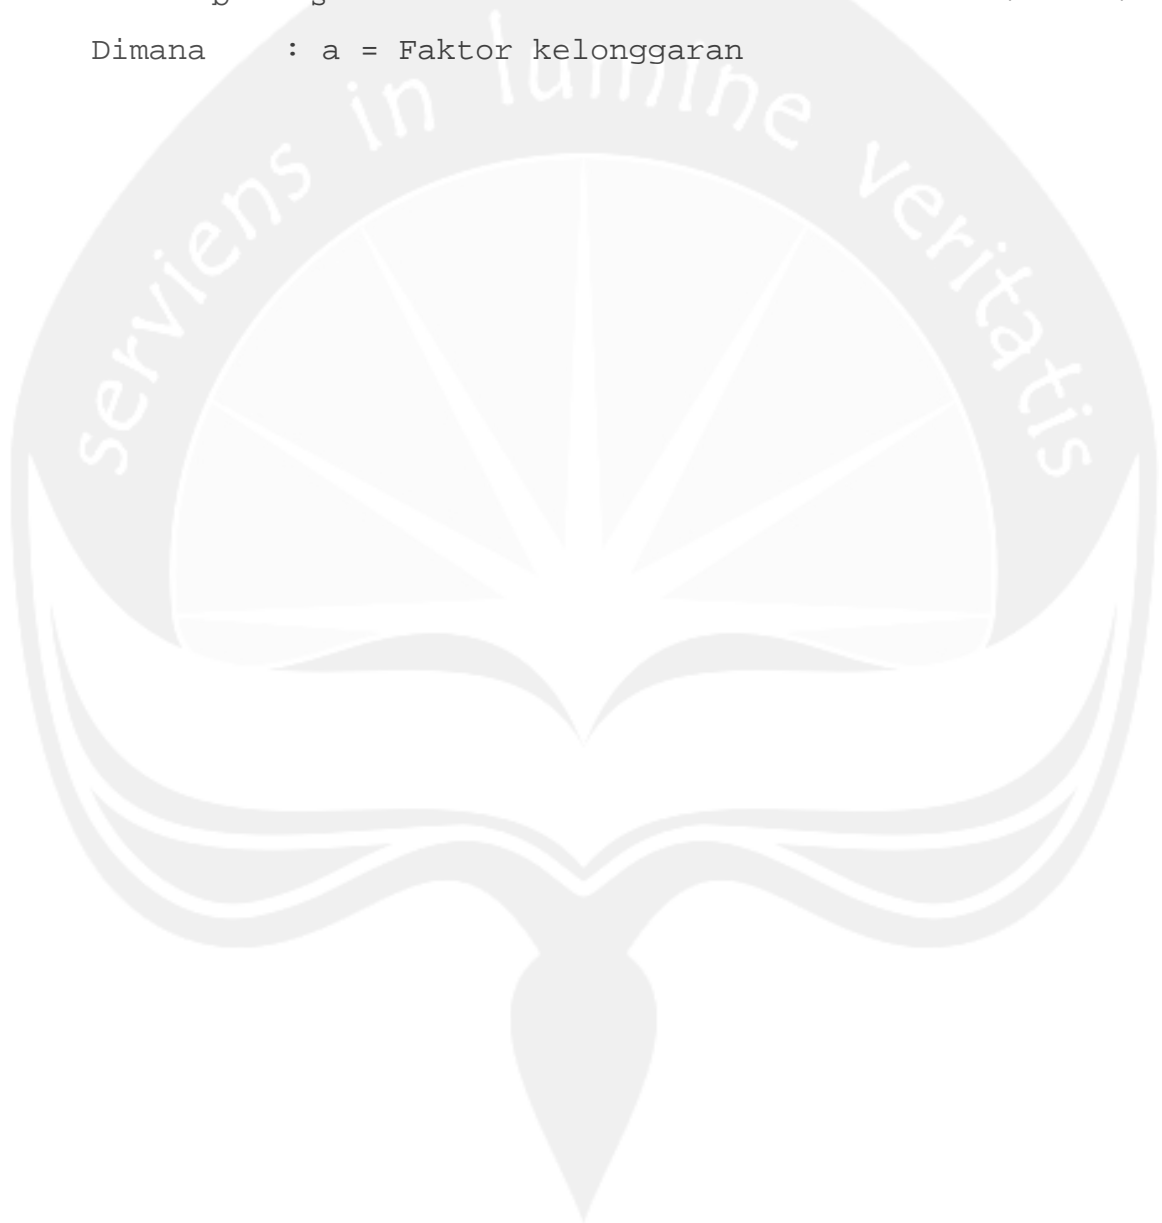 Dimana : a = Faktor kelonggaran
serviens in lumine veritatis